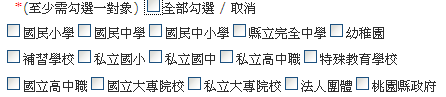 *(至少需勾選一對象) 全部勾選 / 取消
國民小學 國民中學 國民中小學 縣立完全中學 幼稚園
補習學校 私立國小 私立國中 私立高中職 特殊教育學校
國立高中職 國立大專院校 私立大專院校 法人團體 桃園縣政府